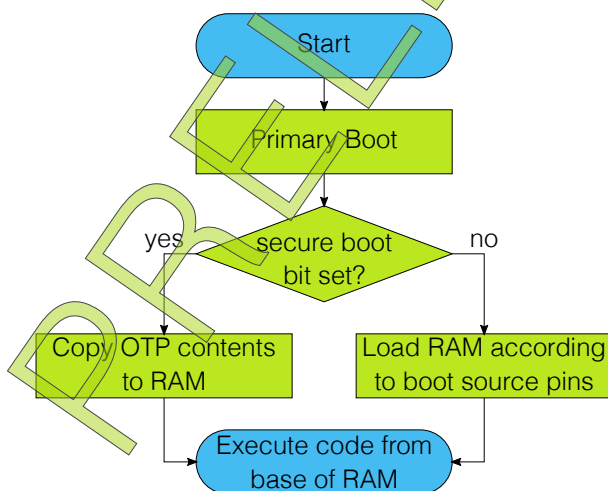 Start
Primary Boot
secure boot
bit set?
yes
no
Copy OTP contents
to RAM
Load RAM according
to boot source pins
Execute code from
base of RAM
PREL